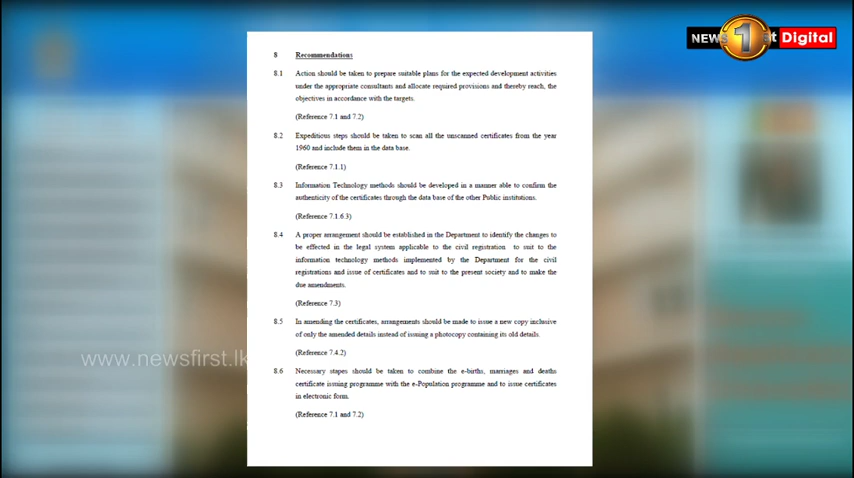 NEWS 1st Digital
8 Recommendations
8.1 Action should be taken to prepare suitable plans for the expected development activities
under the appropriate consultants and allocate required provisions and thereby reach, the
objectives in accordance with the targets.
(Reference 7.1 and 7.2)
8.2 Expeditious steps should be taken to scan all the unscanned certificates from the year
1960 and include them in the data base.
(Reference 7.1.1)
8.3 Information Technology methods should be developed in a manner able to confirm the
authenticity of the certificates through the data base of the other Public institutions.
(Reference 7.1.6.3)
8.4 A proper arrangement should be established in the Department to identify the changes to
be effected in the legal system applicable to the civil registration to suit to the
information technology methods implemented by the Department for the civil
registrations and issue of certificates and to suit to the present society and to make the
due amendments.
(Reference 7.3)
8.5 In amending the certificates, arrangements should be made to issue a new copy inclusive
of only the amended details instead of issuing a photocopy containing its old details.
www.newsfirst.lk
(Reference 7.4.2)
8.6 Necessary stapes should be taken to combine the e-births, marriages and deaths
certificate issuing programme with the e-Population programme and to issue certificates
in electronic form.
(Reference 7.1 and 7.2)